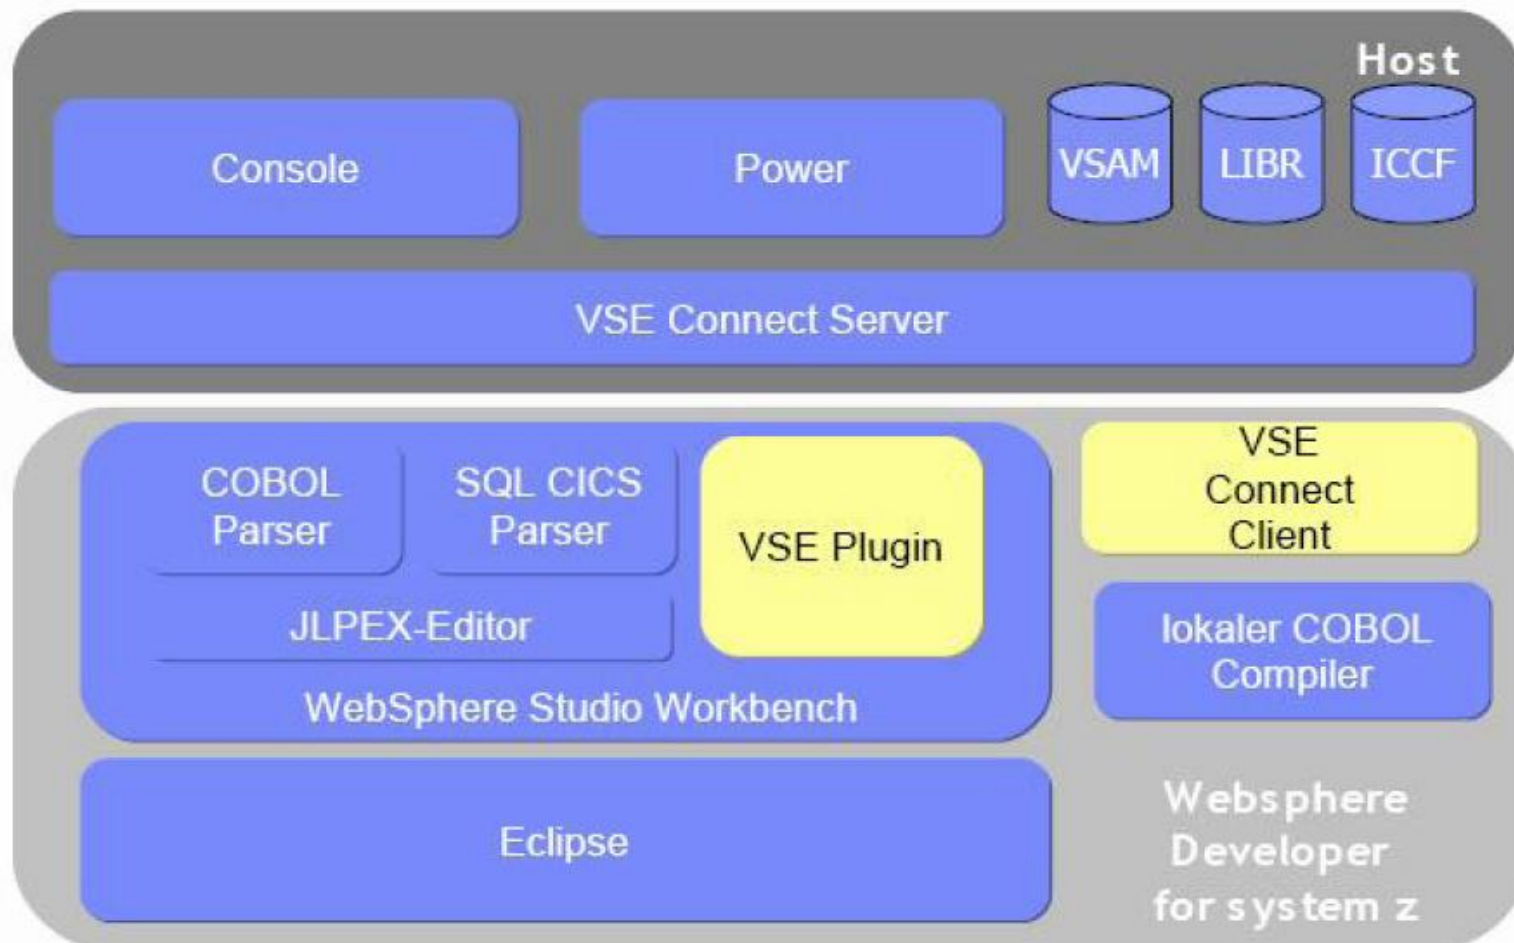 Host
Console
Power
VSAM
LIBR
ICCF
VSE Connect Server
COBOL
Parser
SQL CICS
Parser
VSE Plugin
JLPEX-Editor
WebSphere Studio Workbench
VSE
Connect
Client
lokaler COBOL
Compiler
Eclipse
Websphere
Developer
for system z